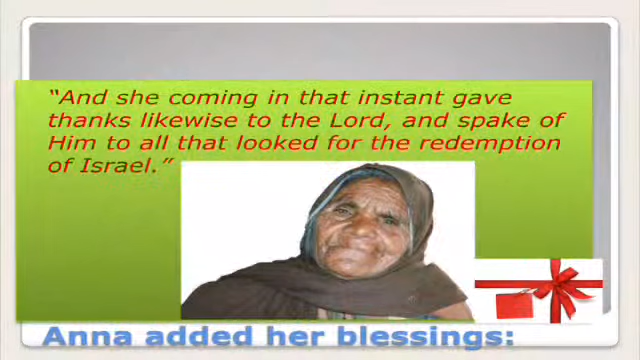 “And she coming in that instant gave
thanks likewise to the Lord, and spake of
Him to all that looked for the redemption
of Israel.”
Anna added her blessings: